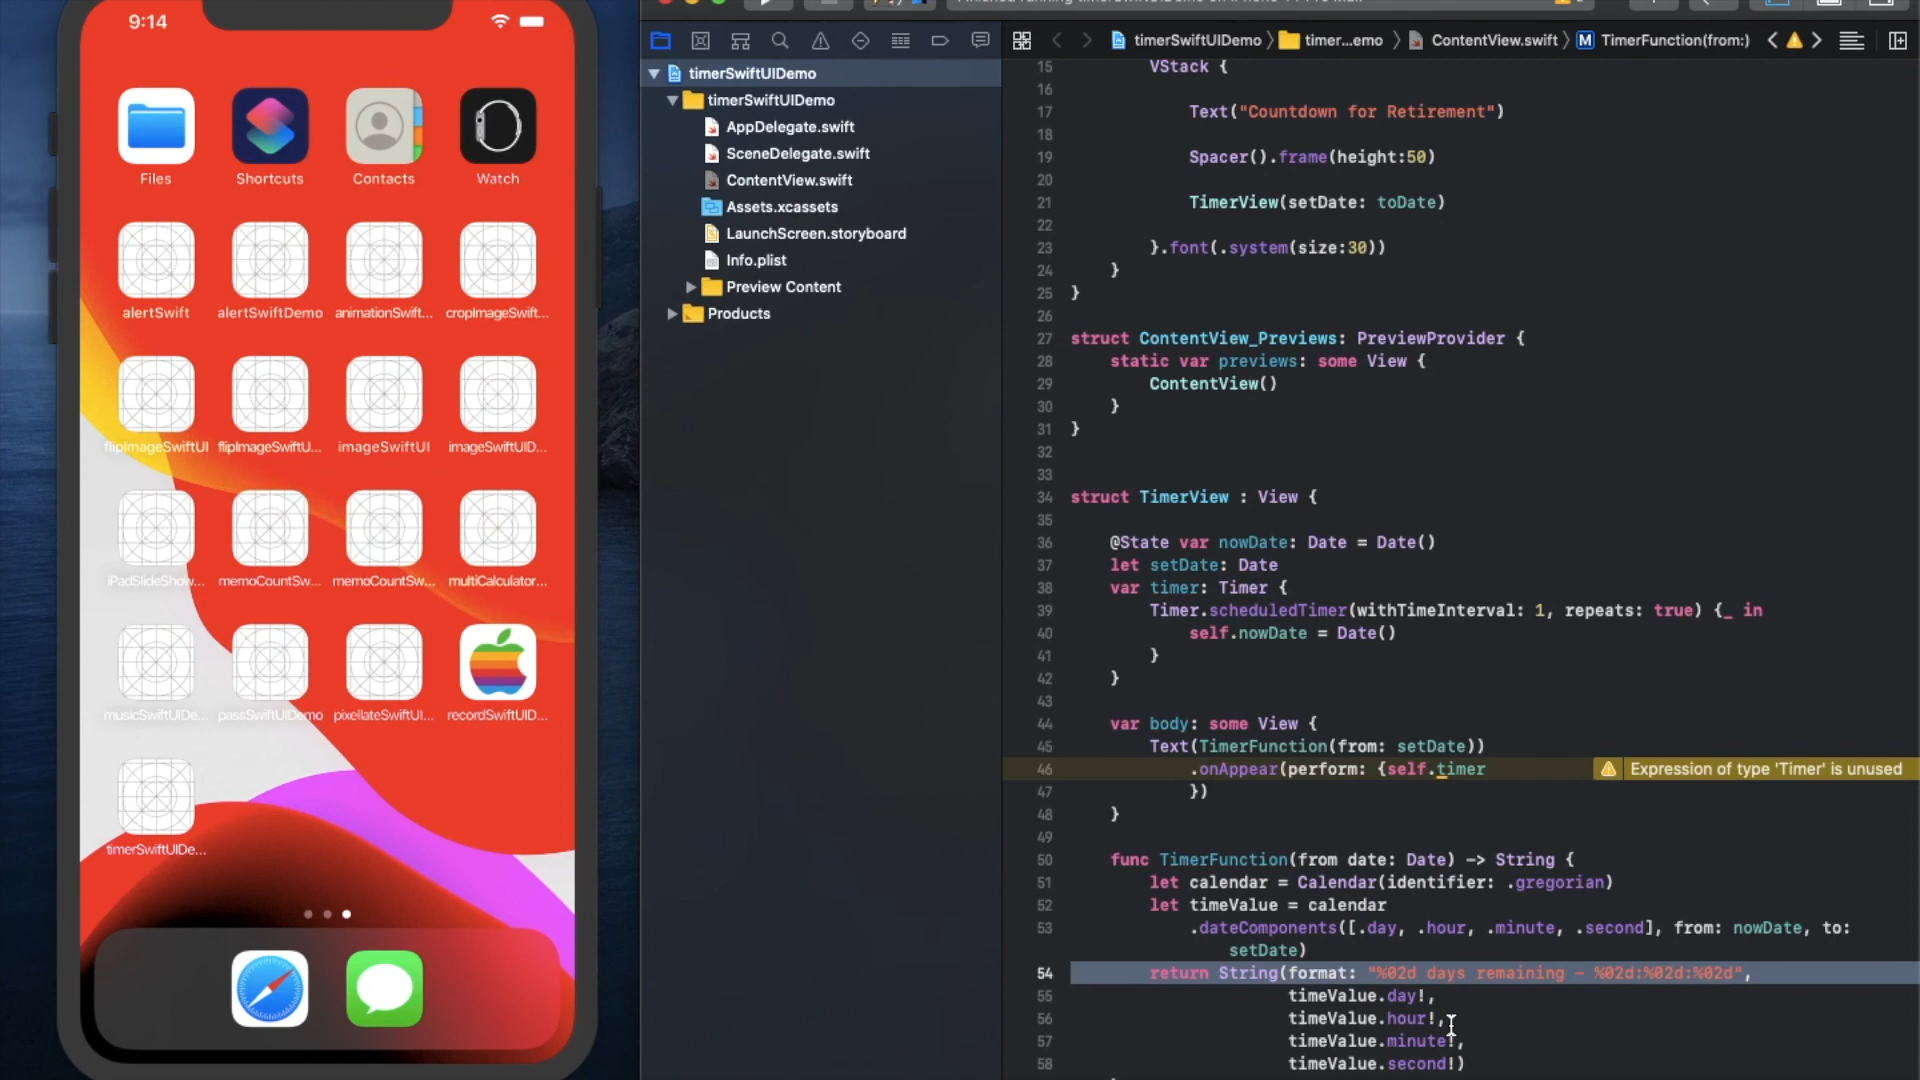 9:14
Files
Shortcuts
Contacts
Watch
alertSwift
alertSwiftDemo
animationSwift...
cropImageSwift...
flipImageSwiftUI
flipImageSwiftU...
imageSwiftUI
imageSwiftUID...
iPadSlideShow...
memoCountSw...
memoCountSw...
multiCalculator...
musicSwiftUIDe...
passSwiftUIDemo
pixellateSwiftUI...
recordSwiftUID...
timerSwiftUIDe...
timerSwiftUIDemo
timerSwiftUIDemo
AppDelegate.swift
SceneDelegate.swift
ContentView.swift
Assets.xcassets
LaunchScreen.storyboard
Info.plist
Preview Content
Products
timerSwiftUIDemo
timer...emo
ContentView.swift
M TimerFunction(from:)
15 VStack {
16
17 Text("Countdown for Retirement")
18
19 Spacer().frame(height:50)
20
21 TimerView(setDate: toDate)
22
23 }.font(.system(size:30))
24 }
25 }
26
27 struct ContentView_Previews: PreviewProvider {
28 static var previews: some View {
29 ContentView()
30 }
31 }
32
33
34 struct TimerView : View {
35
36 @State var nowDate: Date = Date()
37 let setDate: Date
38 var timer: Timer {
39 Timer.scheduledTimer(withTimeInterval: 1, repeats: true) {_ in
40 self.nowDate = Date()
41 }
42 }
43
44 var body: some View {
45 Text(TimerFunction(from: setDate))
46 .onAppear(perform: {self.timer Expression of type 'Timer' is unused
47 })
48 }
49
50 func TimerFunction(from date: Date) -> String {
51 let calendar = Calendar(identifier: .gregorian)
52 let timeValue = calendar
53 .dateComponents([.day, .hour, .minute, .second], from: nowDate, to:
setDate)
54 return String(format: "%02d days remaining - %02d:%02d:%02d",
55 timeValue.day!,
56 timeValue.hour!,
57 timeValue.minute!,
58 timeValue.second!)